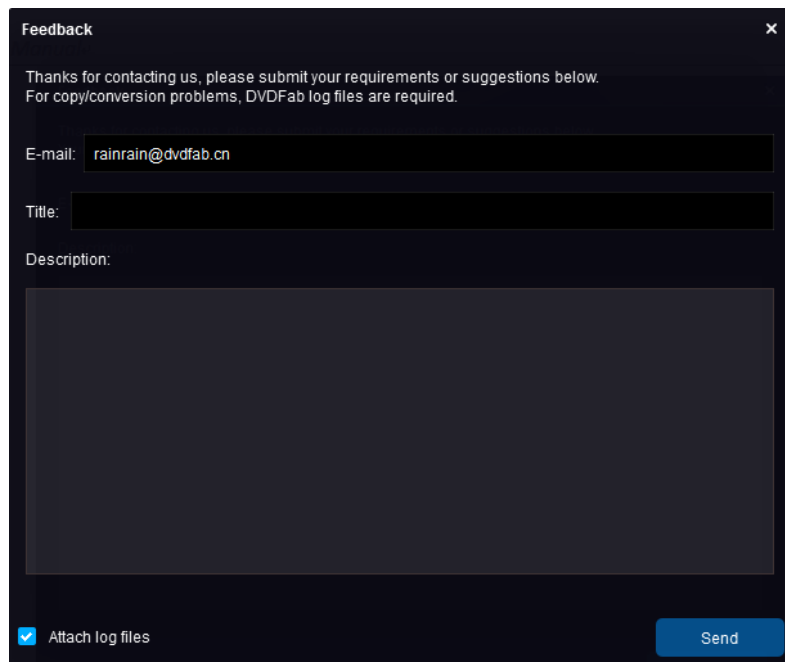 Feedback
Thanks for contacting us, please submit your requirements or suggestions below.
For copy/conversion problems, DVDFab log files are required.
E-mail: rainrain@dvdfab.cn
Title:
Description:
Attach log files
Send